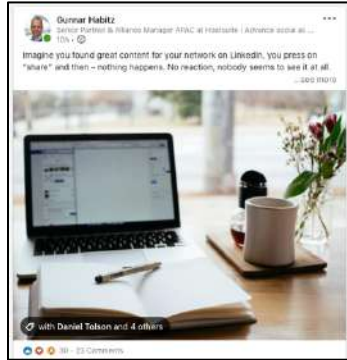 Gunnar Habitz
Senior Partner & Alliance Manager APAC at Hootsuite | Advance social se ...
10h •
Imagine you found great content for your network on LinkedIn, you press on
"share" and then – nothing happens. No reaction, nobody seems to see it at all.
...see more
with Daniel Tolson and 4 others
30 · 23 Comments